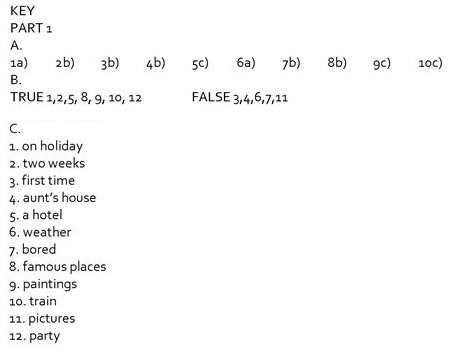 KEY
PART 1
A.
1a) 2b) 3b) 4b) 5c) 6a) 7b) 8b) 9c) 10c)
B.
TRUE 1,2,5, 8, 9, 10, 12 FALSE 3,4,6,7,11
C.
1. on holiday
2. two weeks
3. first time
4. aunt's house
5. a hotel
6. weather
7. bored
8. famous places
9. paintings
10. train
11. pictures
12. party